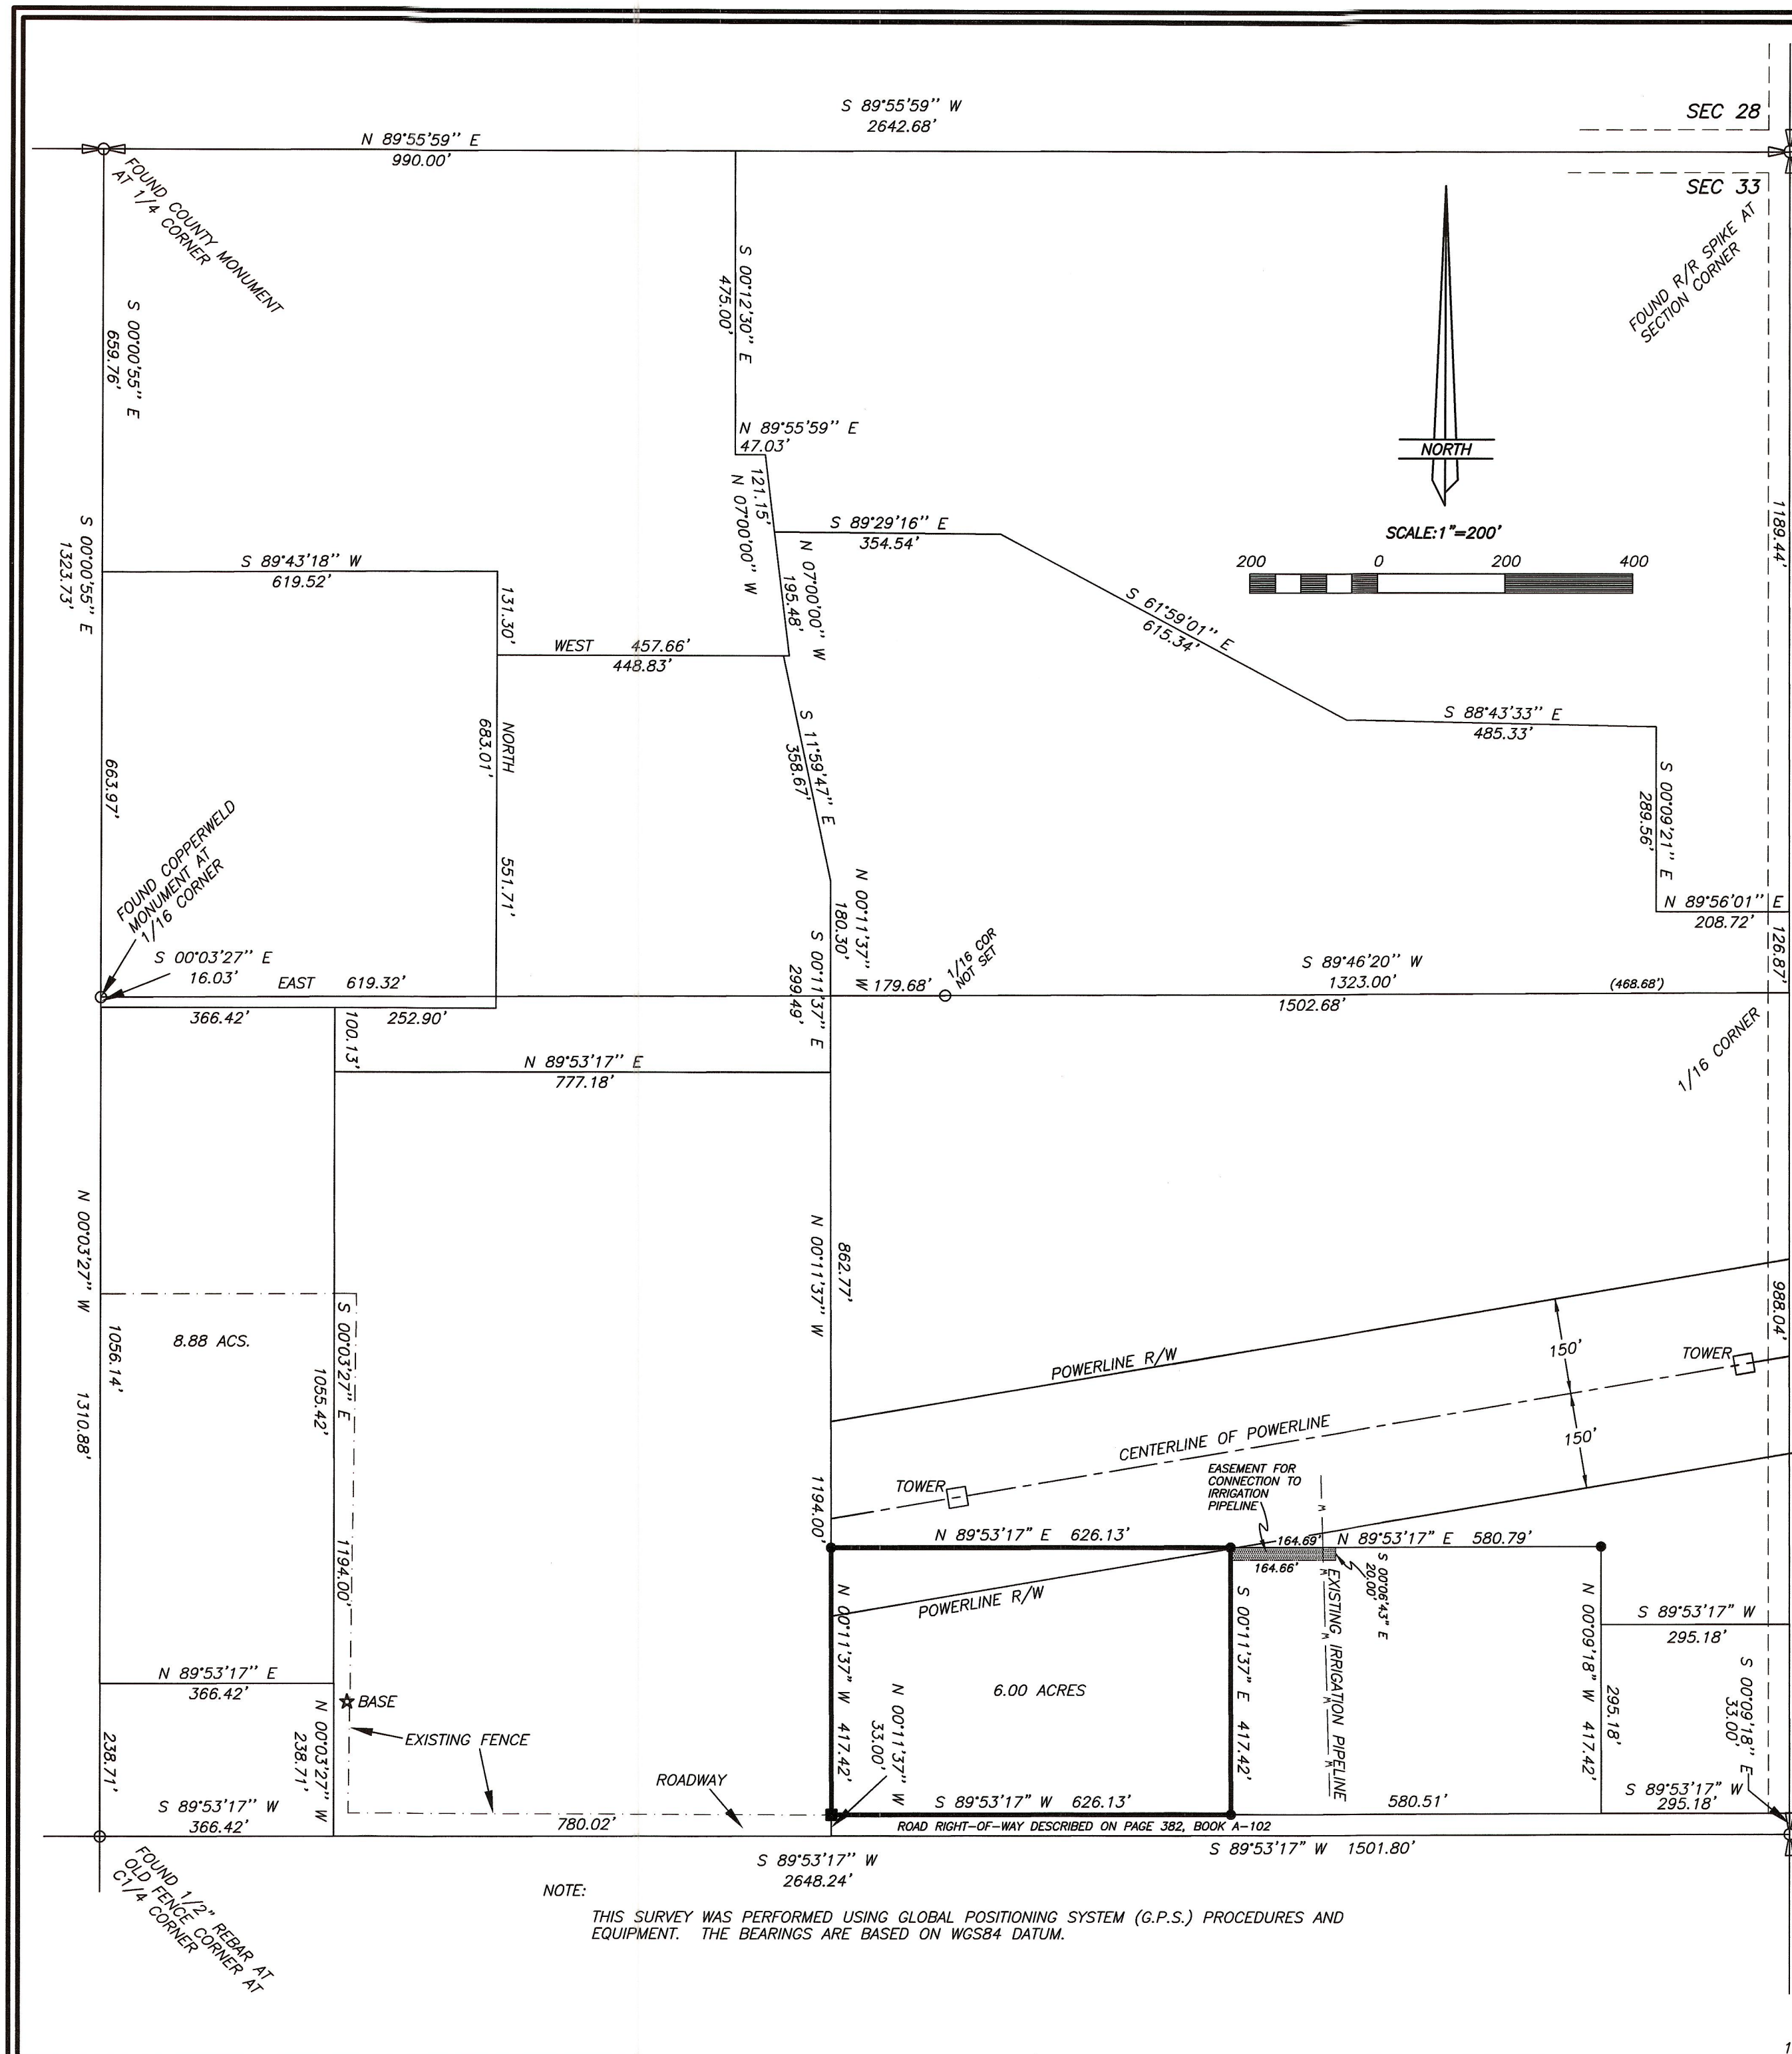 S 89°55'59'' W
2642.68'
SEC 28
N 89°55'59'' E
990.00'
SEC 33
FOUND COUNTY MONUMENT
AT 1/4 CORNER
FOUND R/R SPIKE AT
SECTION CORNER
S 00°12'30'' E
475.00'
S 00°00'55'' E
659.76'
N 89°55'59'' E
47.03'
NORTH
SCALE:1"=200'
200 0 200 400
121.15'
N 07°00'00'' W
S 89°29'16'' E
354.54'
N 07°00'00'' W
195.48'
1189.44'
S 00°00'55'' E
1323.73'
S 89°43'18'' W
619.52'
131.30'
WEST 457.66'
448.83'
S 61°59'01'' E
615.34'
S 88°43'33'' E
485.33'
S 11°59'47'' E
358.67'
NORTH
683.01'
663.97'
S 00°09'21'' E
289.56'
N 89°56'01'' E
208.72'
FOUND COPPERWELD
MONUMENT AT
1/16 CORNER
551.71'
N 00°11'37'' W
180.30'
S 00°11'37'' E
299.49'
126.87'
S 00°03'27'' E
16.03'
EAST 619.32'
179.68'
1/16 COR
NOT SET
S 89°46'20'' W
1323.00'
1502.68'
(468.68')
366.42'
252.90'
100.13'
1/16 CORNER
N 89°53'17'' E
777.18'
N 00°03'27'' W
1310.88'
1056.14'
8.88 ACS.
S 00°03'27'' E
1055.42'
1194.00'
N 00°11'37'' W
862.77'
1194.00'
988.04'
POWERLINE R/W
150'
TOWER
CENTERLINE OF POWERLINE
150'
TOWER
EASEMENT FOR
CONNECTION TO
IRRIGATION
PIPELINE
N 89°53'17" E 626.13'
164.69'
N 89°53'17" E 580.79'
164.66'
S 00°06'43" E
20.00'
POWERLINE R/W
N 00°11'37" W 417.42'
S 00°11'37" E 417.42'
EXISTING IRRIGATION PIPELINE
N 00°09'18" W 417.42'
S 89°53'17" W
295.18'
295.18'
S 00°09'18" E
33.00'
6.00 ACRES
N 00°11'37" W
33.00'
N 89°53'17'' E
366.42'
BASE
N 00°03'27'' W
238.71'
238.71'
EXISTING FENCE
ROADWAY
S 89°53'17'' W
366.42'
780.02'
S 89°53'17" W 626.13'
580.51'
S 89°53'17" W
295.18'
ROAD RIGHT-OF-WAY DESCRIBED ON PAGE 382, BOOK A-102
S 89°53'17" W 1501.80'
S 89°53'17'' W
2648.24'
FOUND 1/2" REBAR AT
OLD FENCE CORNER AT
C1/4 CORNER
NOTE:
THIS SURVEY WAS PERFORMED USING GLOBAL POSITIONING SYSTEM (G.P.S.) PROCEDURES AND
EQUIPMENT. THE BEARINGS ARE BASED ON WGS84 DATUM.